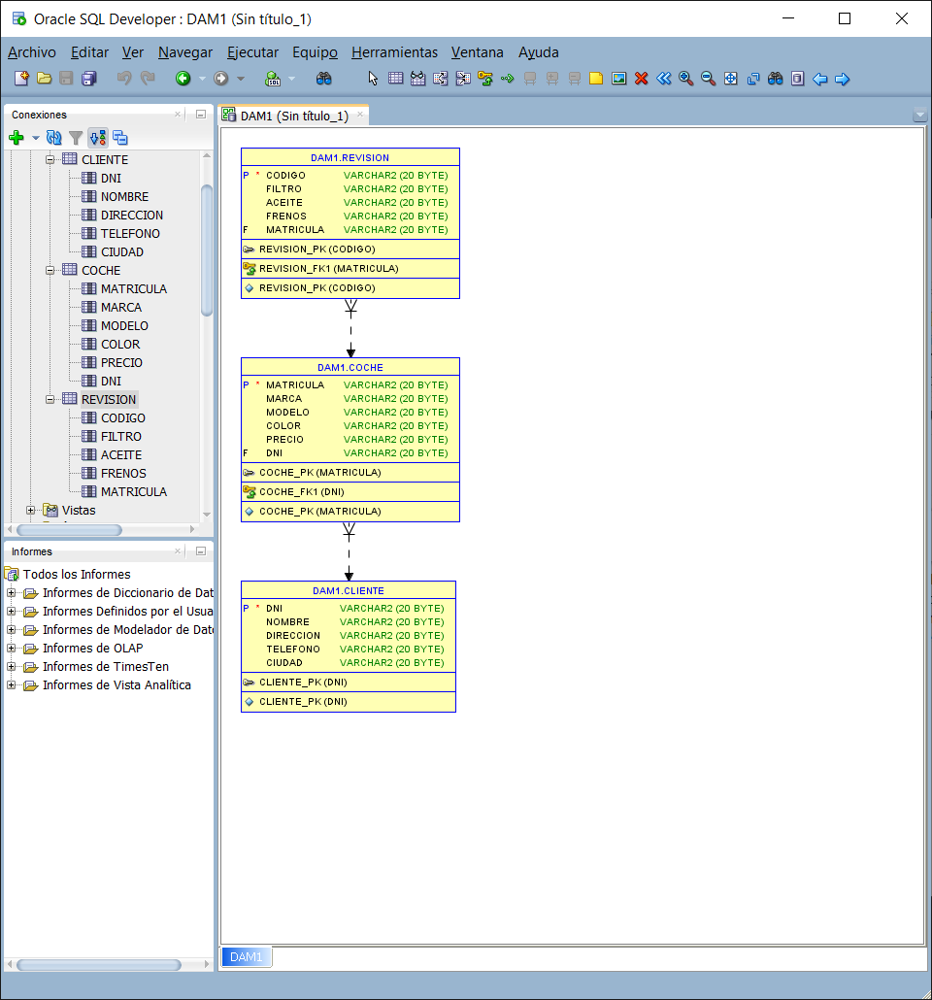 Oracle SQL Developer : DAM1 (Sin título_1)
Archivo Editar Ver Navegar Ejecutar Equipo Herramientas Ventana Ayuda
SQL
Conexiones
CLIENTE
DNI
NOMBRE
DIRECCION
TELEFONO
CIUDAD
COCHE
MATRICULA
MARCA
MODELO
COLOR
PRECIO
DNI
REVISION
CODIGO
FILTRO
ACEITE
FRENOS
MATRICULA
Vistas
Informes
Todos los Informes
Informes de Diccionario de Dat
Informes Definidos por el Usua
Informes de Modelador de Dato
Informes de OLAP
Informes de TimesTen
Informes de Vista Analítica
DAM1 (Sin título_1)
DAM1.REVISION
P * CODIGO VARCHAR2 (20 BYTE)
FILTRO VARCHAR2 (20 BYTE)
ACEITE VARCHAR2 (20 BYTE)
FRENOS VARCHAR2 (20 BYTE)
F MATRICULA VARCHAR2 (20 BYTE)
REVISION_PK (CODIGO)
REVISION_FK1 (MATRICULA)
REVISION_PK (CODIGO)
DAM1.COCHE
P * MATRICULA VARCHAR2 (20 BYTE)
MARCA VARCHAR2 (20 BYTE)
MODELO VARCHAR2 (20 BYTE)
COLOR VARCHAR2 (20 BYTE)
PRECIO VARCHAR2 (20 BYTE)
F DNI VARCHAR2 (20 BYTE)
COCHE_PK (MATRICULA)
COCHE_FK1 (DNI)
COCHE_PK (MATRICULA)
DAM1.CLIENTE
P * DNI VARCHAR2 (20 BYTE)
NOMBRE VARCHAR2 (20 BYTE)
DIRECCION VARCHAR2 (20 BYTE)
TELEFONO VARCHAR2 (20 BYTE)
CIUDAD VARCHAR2 (20 BYTE)
CLIENTE_PK (DNI)
CLIENTE_PK (DNI)
DAM1